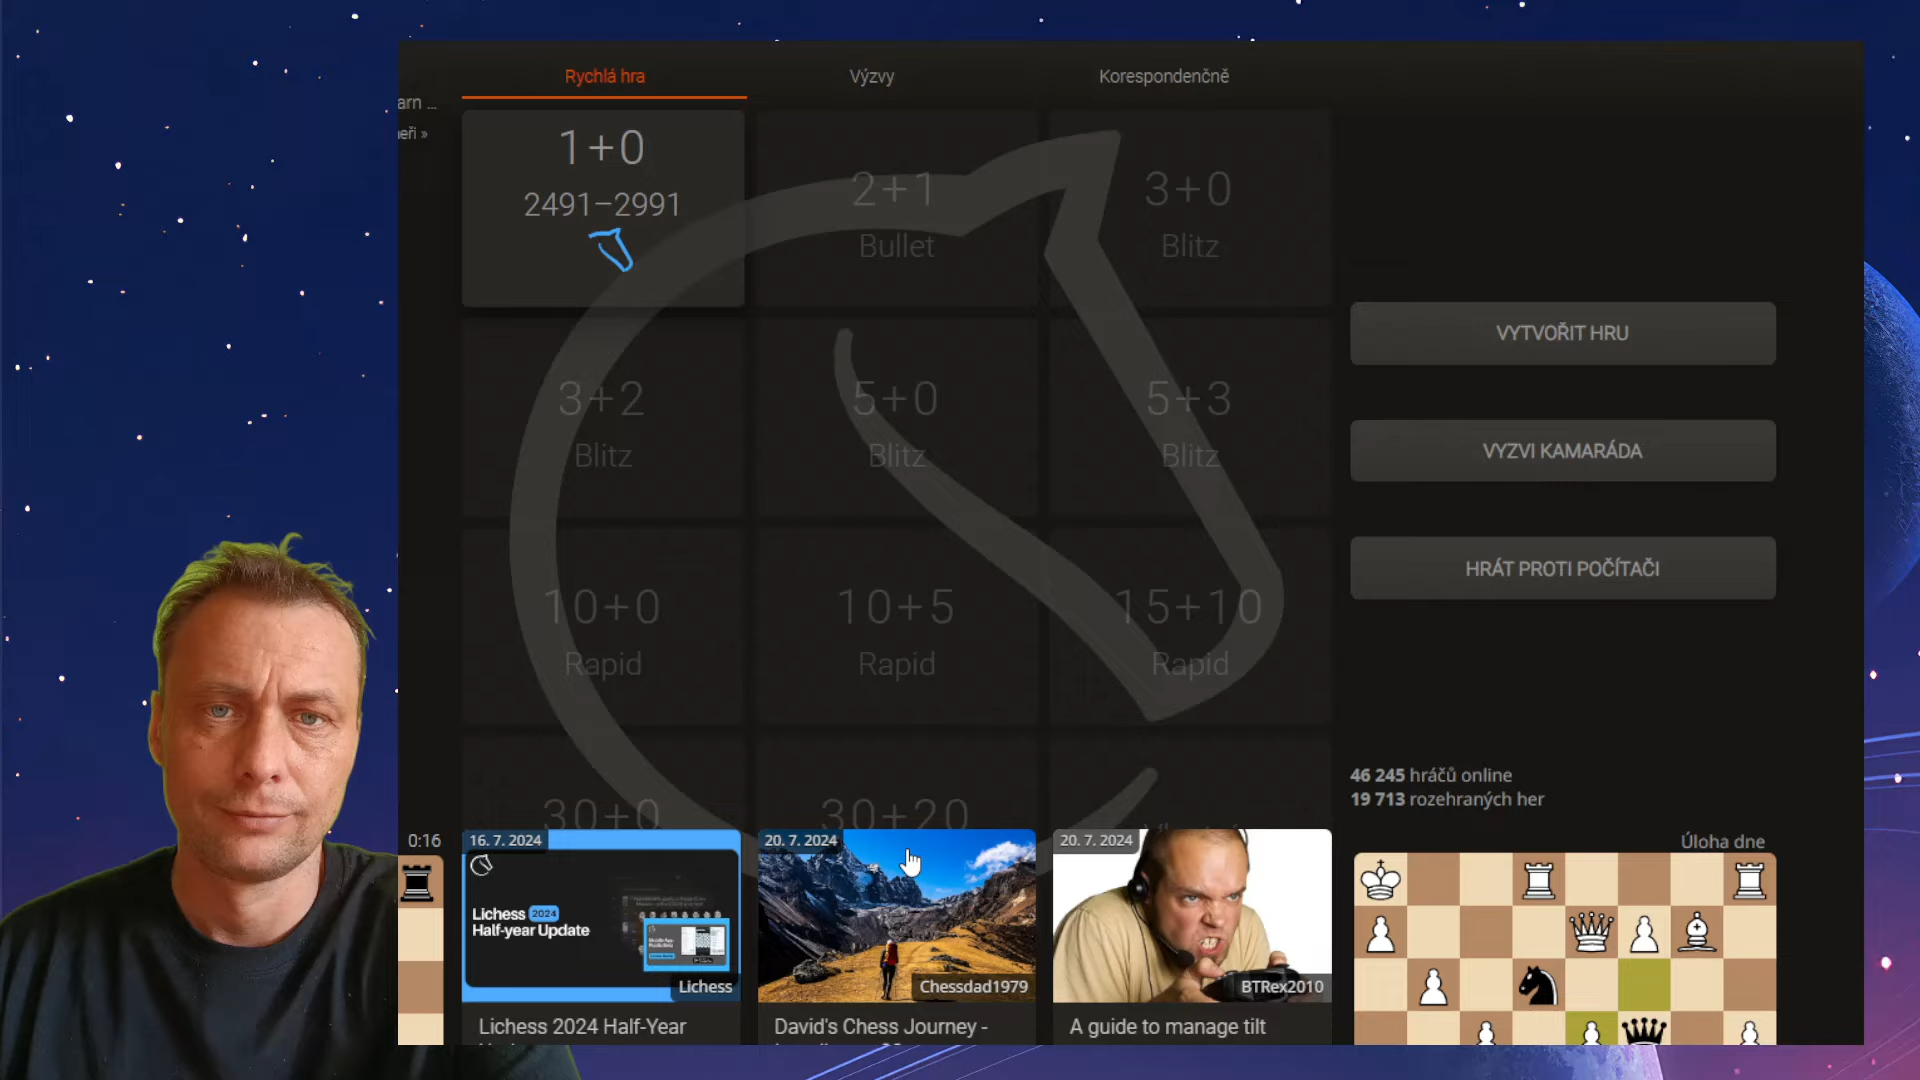 Rychlá hra
Výzvy
Korespondenčně
arn ...
eři »
1+0
2491–2991
2+1
Bullet
3+0
Blitz
3+2
Blitz
5+0
Blitz
5+3
Blitz
10+0
Rapid
10+5
Rapid
15+10
Rapid
30+0
30+20
VYTVOŘIT HRU
VYZVI KAMARÁDA
HRÁT PROTI POČÍTAČI
46 245 hráčů online
19 713 rozehraných her
Úloha dne
0:16
16. 7. 2024
Lichess 2024
Half-year Update
Lichess
Lichess 2024 Half-Year
20. 7. 2024
Chessdad1979
David's Chess Journey -
20. 7. 2024
BTRex2010
A guide to manage tilt